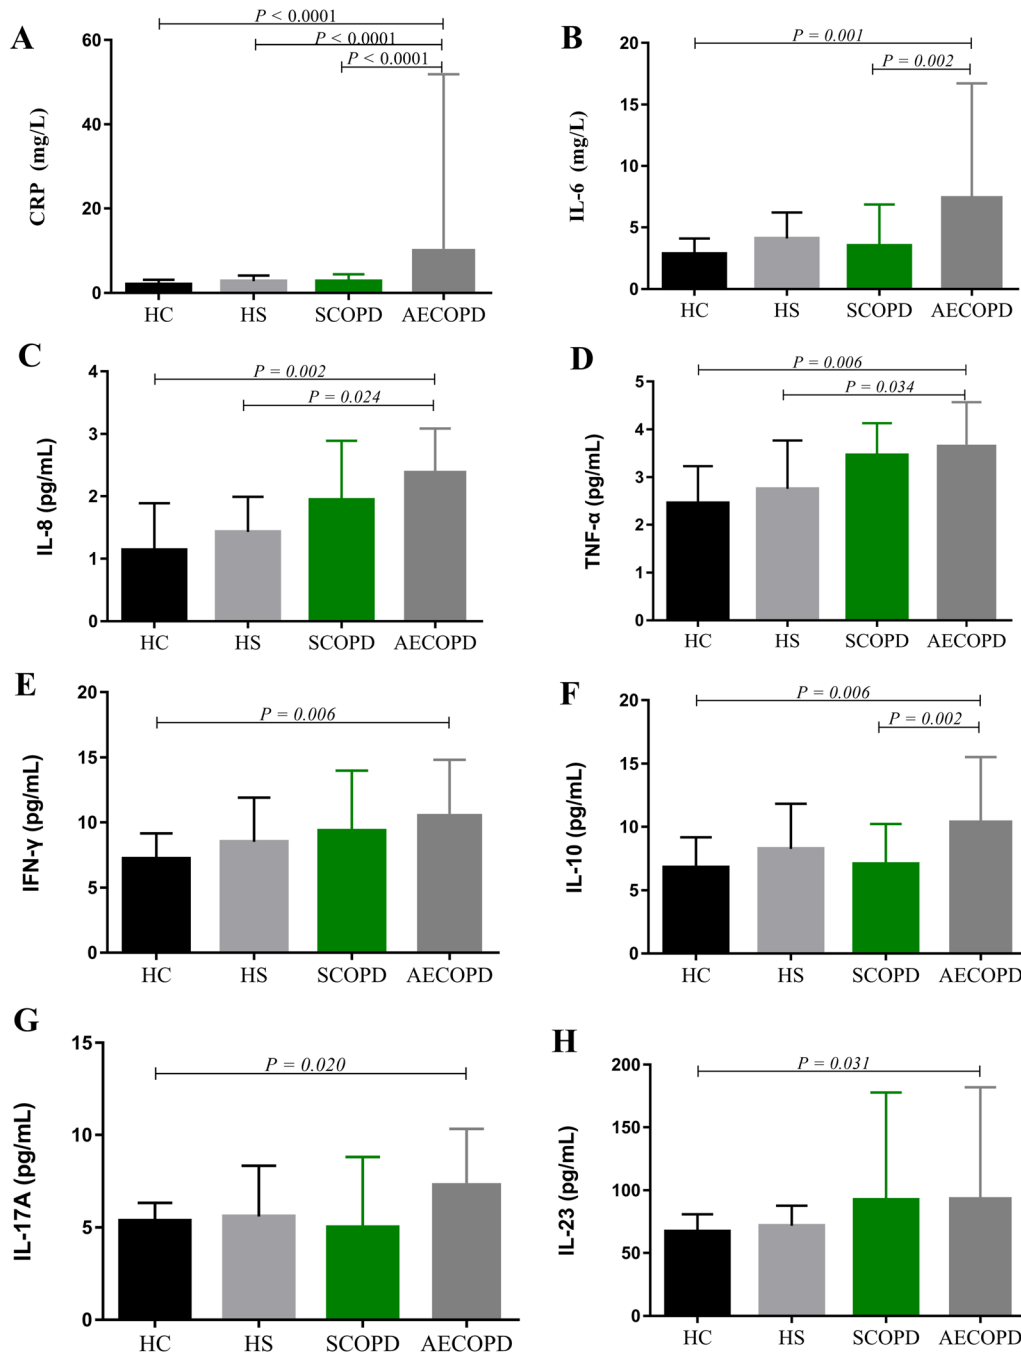 A
P < 0.0001
P < 0.0001
P < 0.0001
CRP (mg/L)
60
40
20
0
HC HS SCOPD AECOPD
B
P = 0.001
P = 0.002
IL-6 (mg/L)
20
15
10
5
0
HC HS SCOPD AECOPD
C
P = 0.002
P = 0.024
IL-8 (pg/mL)
4
3
2
1
0
HC HS SCOPD AECOPD
D
P = 0.006
P = 0.034
TNF-α (pg/mL)
5
4
3
2
1
0
HC HS SCOPD AECOPD
E
P = 0.006
IFN-γ (pg/mL)
20
15
10
5
0
HC HS SCOPD AECOPD
F
P = 0.006
P = 0.002
IL-10 (pg/mL)
20
15
10
5
0
HC HS SCOPD AECOPD
G
P = 0.020
IL-17A (pg/mL)
15
10
5
0
HC HS SCOPD AECOPD
H
P = 0.031
IL-23 (pg/mL)
200
150
100
50
0
HC HS SCOPD AECOPD